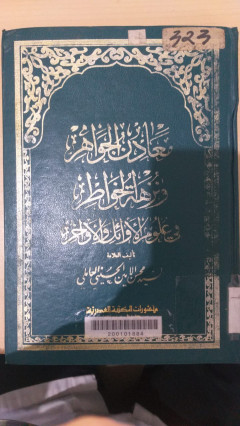 323
معادن الجواهر
ونزهة الخواطر
في علوم الأوائل والأواخر
تأليف العلامة
السيد محسن الأمين الحسيني العاملي